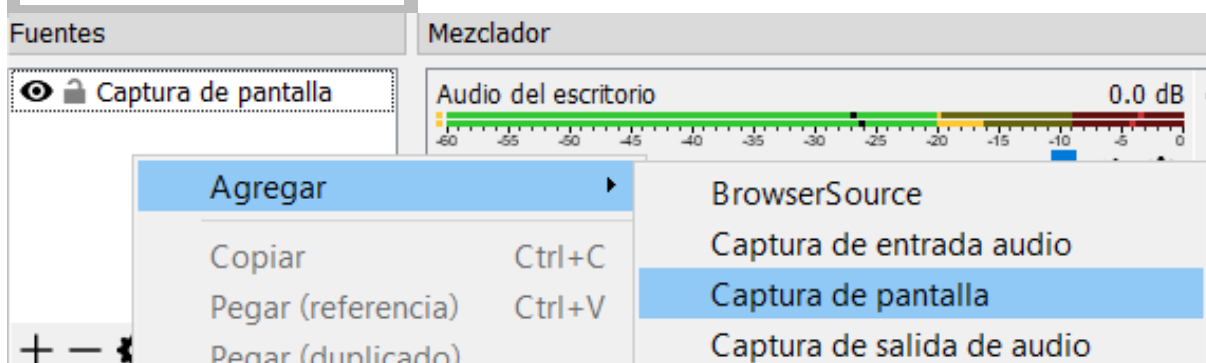 Fuentes
Mezclador
Captura de pantalla
Audio del escritorio 0.0 dB
-60 -55 -50 -45 -40 -35 -30 -25 -20 -15 -10 -5 0
Agregar
BrowserSource
Captura de entrada audio
Copiar Ctrl+C
Captura de pantalla
Pegar (referencia) Ctrl+V
Captura de salida de audio
Pegar (duplicado)